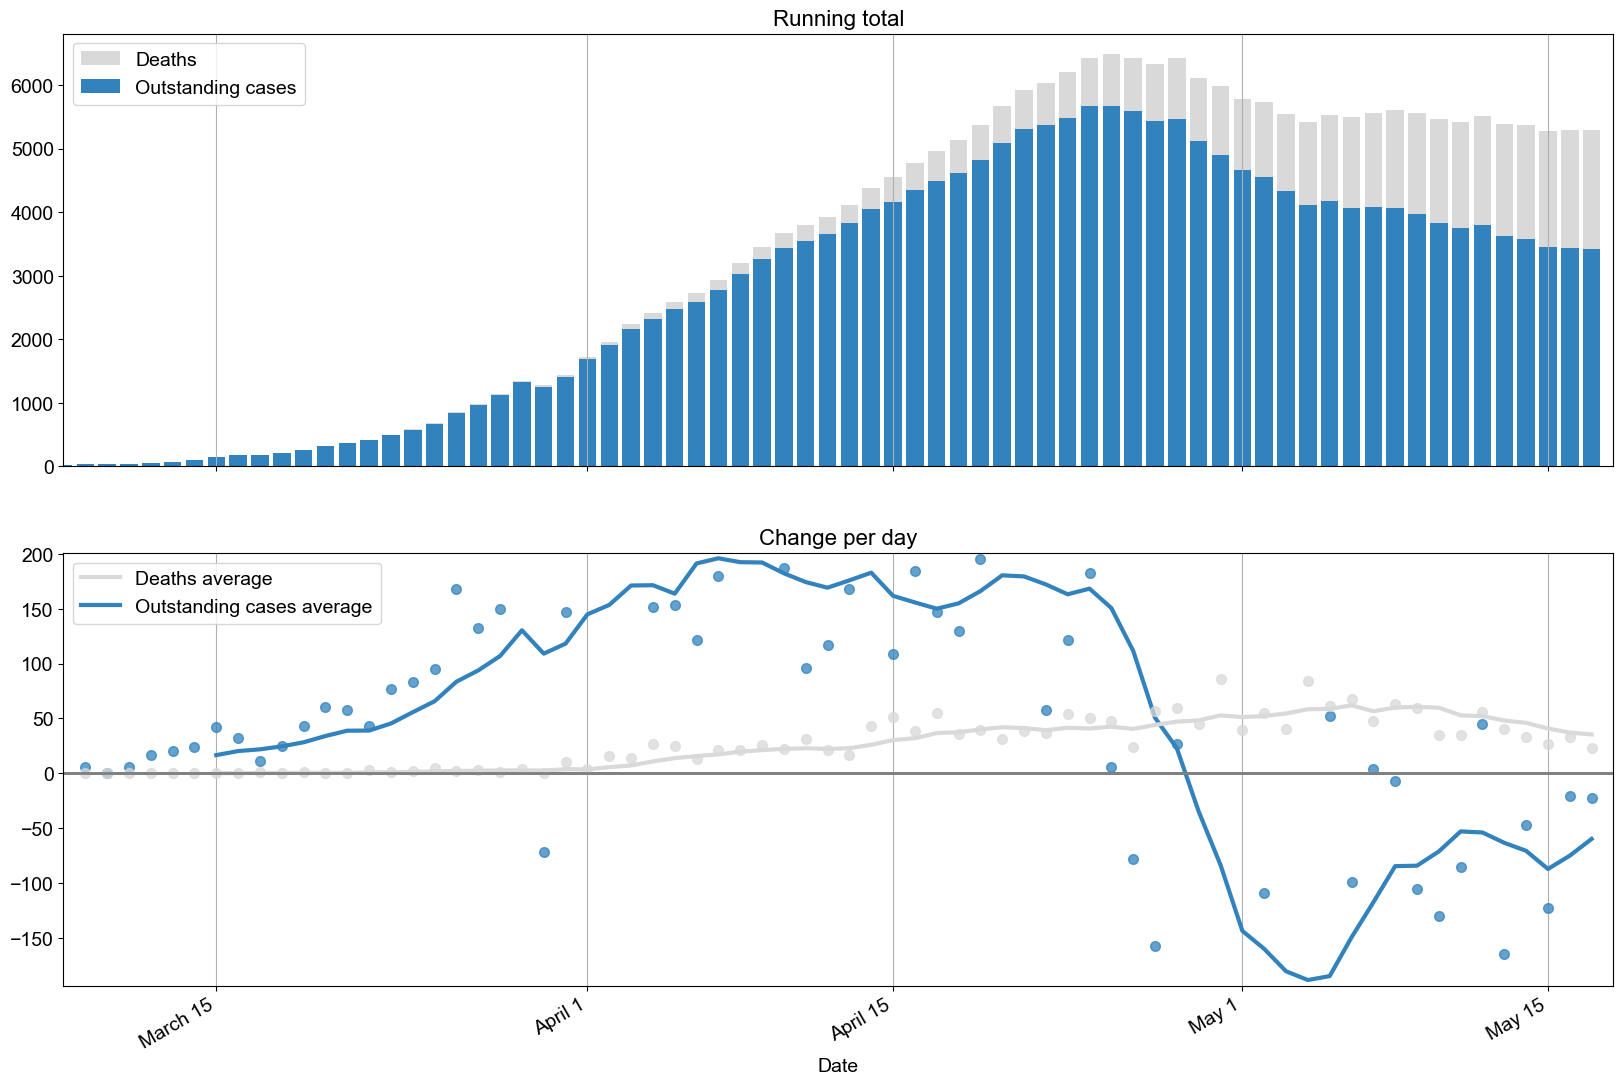 Running total
Deaths
Outstanding cases
6000
5000
4000
3000
2000
1000
0
Change per day
Deaths average
Outstanding cases average
200
150
100
50
0
−50
−100
−150
March 15
April 1
April 15
May 1
May 15
Date